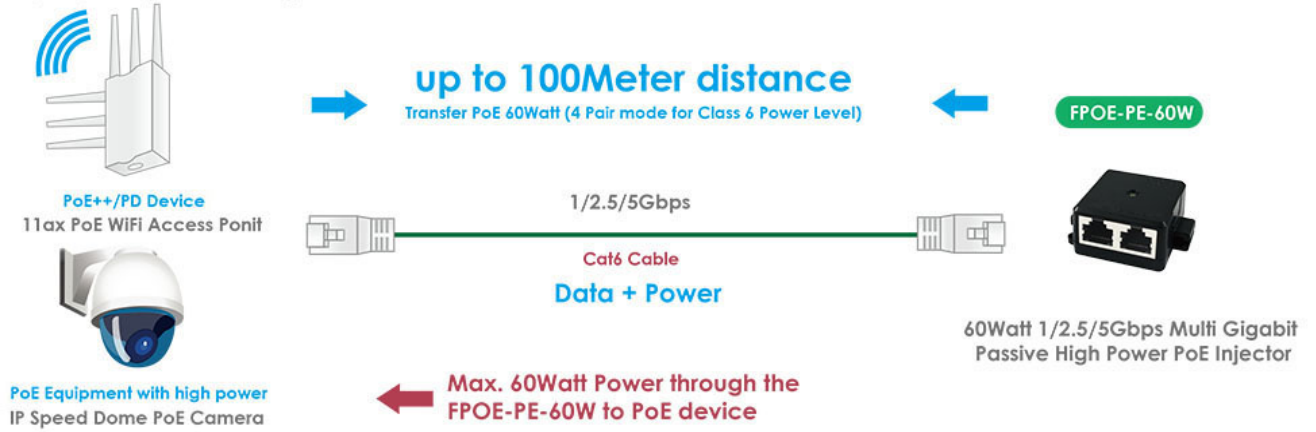 up to 100Meter distance
Transfer PoE 60Watt (4 Pair mode for Class 6 Power Level)
FPOE-PE-60W
PoE++/PD Device
11ax PoE WiFi Access Ponit
1/2.5/5Gbps
Cat6 Cable
Data + Power
60Watt 1/2.5/5Gbps Multi Gigabit
Passive High Power PoE Injector
PoE Equipment with high power
IP Speed Dome PoE Camera
Max. 60Watt Power through the
FPOE-PE-60W to PoE device